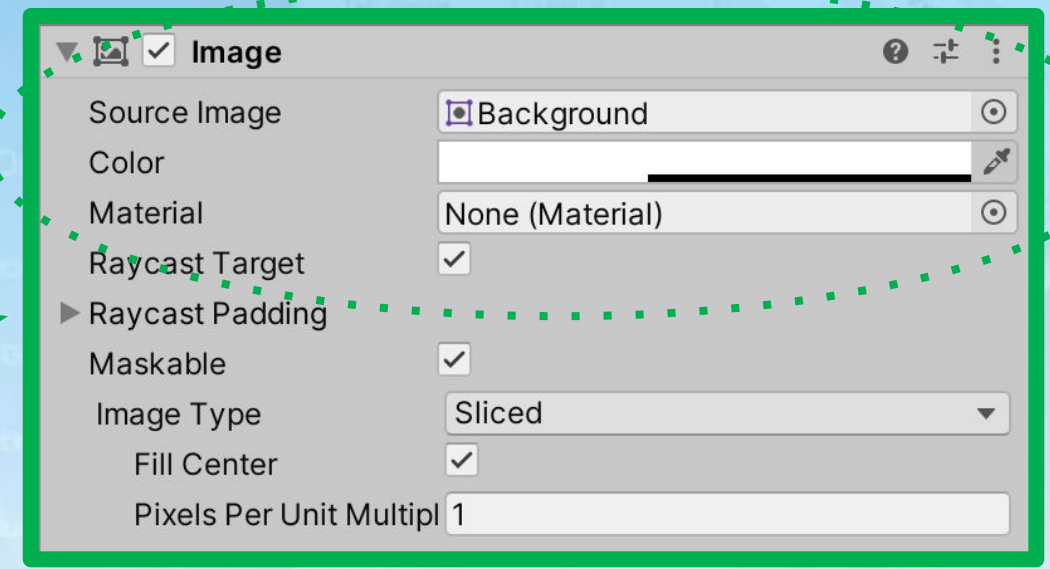 Image
Source Image Background
Color
Material None (Material)
Raycast Target
Raycast Padding
Maskable
Image Type Sliced
Fill Center
Pixels Per Unit Multipl 1